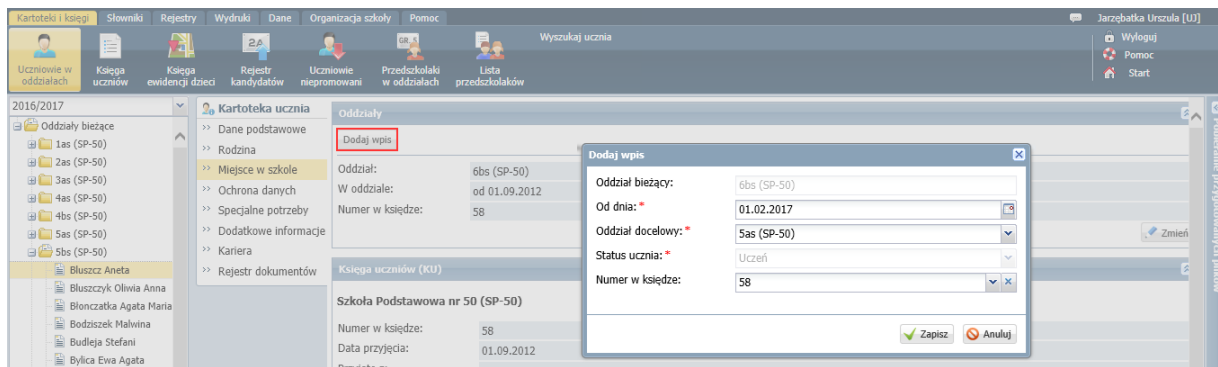 Kartoteki i księgi Słowniki Rejestry Wydruki Dane Organizacja szkoły Pomoc
Jarzębatka Urszula [UJ]
Uczniowie w oddziałach
Księga uczniów
Księga ewidencji dzieci
Rejestr kandydatów
Uczniowie niepromowani
Przedszkolaki w oddziałach
Lista przedszkolaków
Wyszukaj ucznia
Wyloguj
Pomoc
Start
2016/2017
Oddziały bieżące
1as (SP-50)
2as (SP-50)
3as (SP-50)
4as (SP-50)
4bs (SP-50)
5as (SP-50)
5bs (SP-50)
Bluszcz Aneta
Bluszczyk Oliwia Anna
Błonczatka Agata Maria
Bodziszek Malwina
Budleja Stefani
Bylica Ewa Agata
Kartoteka ucznia
Dane podstawowe
Rodzina
Miejsce w szkole
Ochrona danych
Specjalne potrzeby
Dodatkowe informacje
Kariera
Rejestr dokumentów
Oddziały
Dodaj wpis
Oddział: 6bs (SP-50)
W oddziale: od 01.09.2012
Numer w księdze: 58
Zmień
Księga uczniów (KU)
Szkoła Podstawowa nr 50 (SP-50)
Numer w księdze: 58
Data przyjęcia: 01.09.2012
Dodaj wpis
Oddział bieżący: 6bs (SP-50)
Od dnia: * 01.02.2017
Oddział docelowy: * 5as (SP-50)
Status ucznia: * Uczeń
Numer w księdze: 58
Zapisz Anuluj